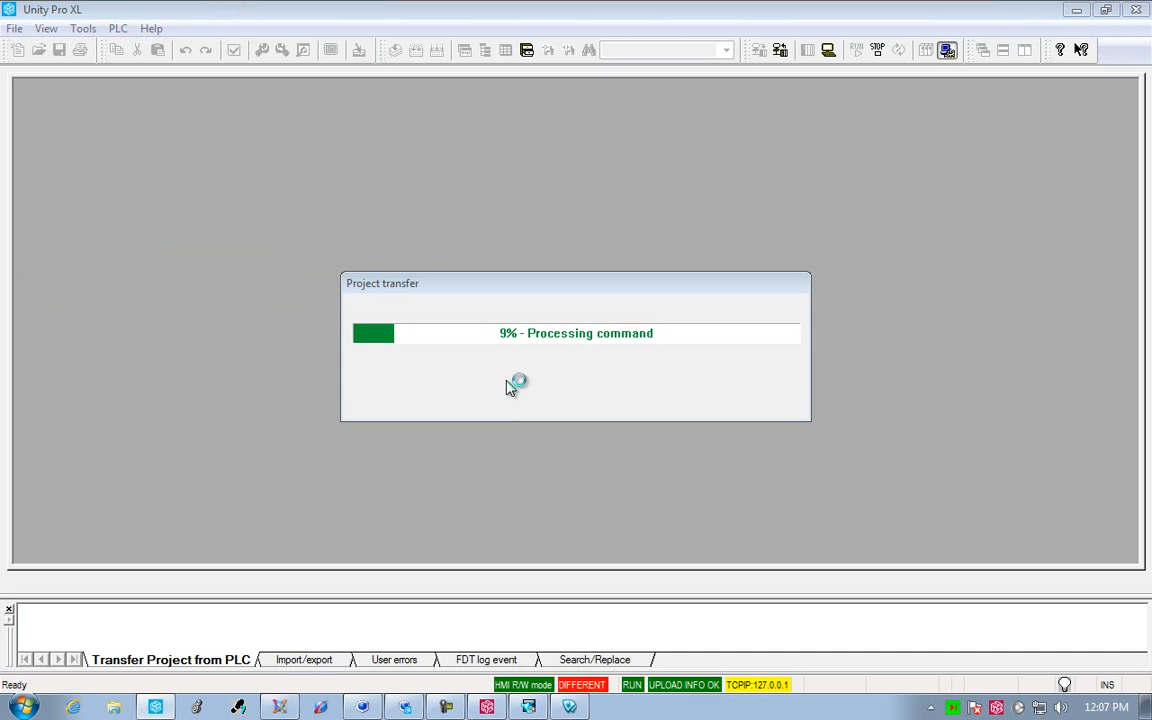 Unity Pro XL
File View Tools PLC Help
RUN STOP
Project transfer
9% - Processing command
Transfer Project from PLC Import/export User errors FDT log event Search/Replace
Ready HMI R/W mode DIFFERENT RUN UPLOAD INFO OK TCPIP:127.0.0.1 INS
12:07 PM